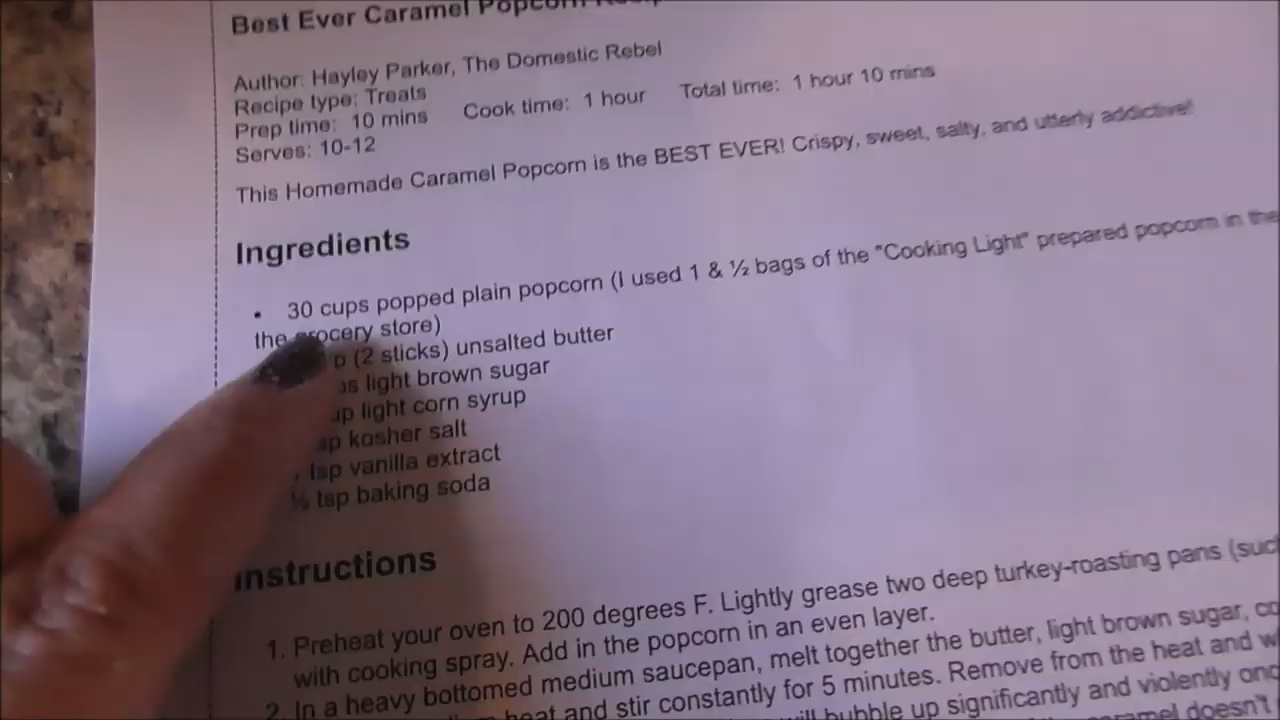 Best Ever Caramel Popcorn
Author: Hayley Parker, The Domestic Rebel
Recipe type: Treats
Prep time: 10 mins Cook time: 1 hour Total time: 1 hour 10 mins
Serves: 10-12
This Homemade Caramel Popcorn is the BEST EVER! Crispy, sweet, salty, and utterly addictive!
Ingredients
• 30 cups popped plain popcorn (I used 1 & ½ bags of the "Cooking Light" prepared popcorn in the
the grocery store)
(2 sticks) unsalted butter
light brown sugar
light corn syrup
kosher salt
tsp vanilla extract
½ tsp baking soda
Instructions
1. Preheat your oven to 200 degrees F. Lightly grease two deep turkey-roasting pans
with cooking spray. Add in the popcorn in an even layer.
2. In a heavy bottomed medium saucepan, melt together the butter, light brown sugar,
heat and stir constantly for 5 minutes. Remove from the heat and
will bubble up significantly and violently
caramel doesn't